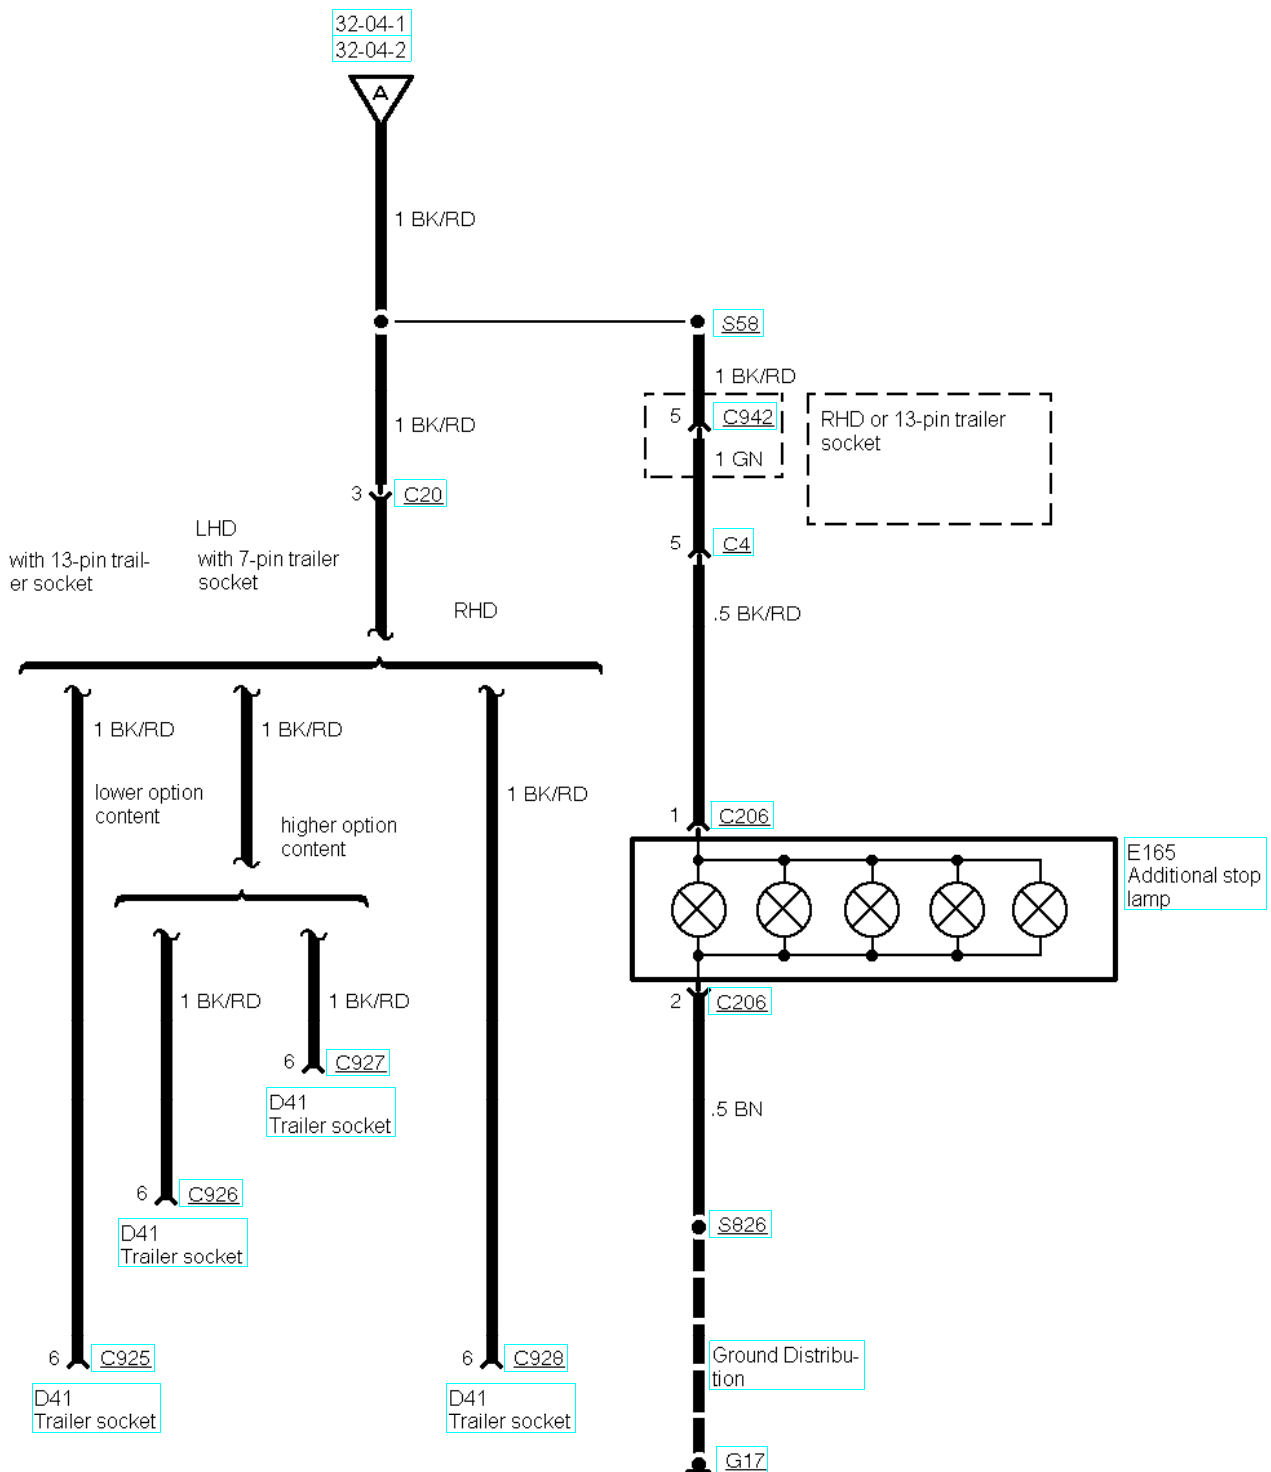 32-04-1
32-04-2
A
1 BK/RD
S58
1 BK/RD
5 C942
RHD or 13-pin trailer
socket
1 BK/RD
1 GN
3 C20
LHD
with 13-pin trail-
er socket
with 7-pin trailer
socket
5 C4
RHD
.5 BK/RD
1 BK/RD
1 BK/RD
lower option
content
higher option
content
1 BK/RD
1 C206
E165
Additional stop
lamp
1 BK/RD
1 BK/RD
2 C206
6 C927
D41
Trailer socket
.5 BN
6 C926
D41
Trailer socket
S826
6 C925
D41
Trailer socket
6 C928
D41
Trailer socket
Ground Distribu-
tion
G17